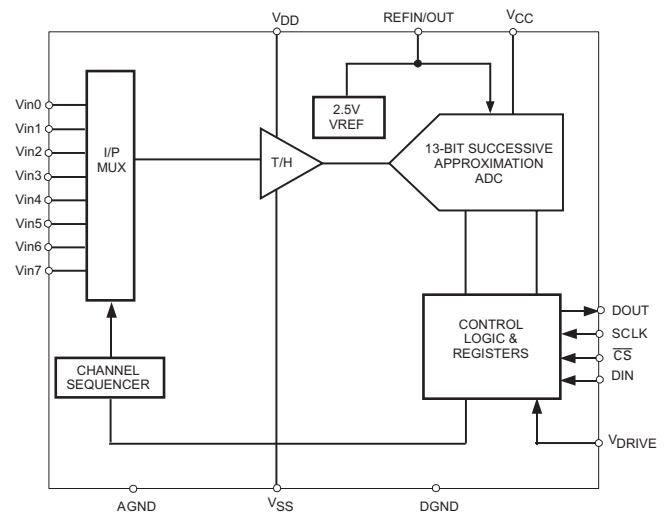 VDD
REFIN/OUT
VCC
Vin0
Vin1
Vin2
Vin3
Vin4
Vin5
Vin6
Vin7
I/P
MUX
2.5V
VREF
T/H
13-BIT SUCCESSIVE
APPROXIMATION
ADC
CONTROL
LOGIC &
REGISTERS
DOUT
SCLK
CS
DIN
CHANNEL
SEQUENCER
VDRIVE
AGND
VSS
DGND